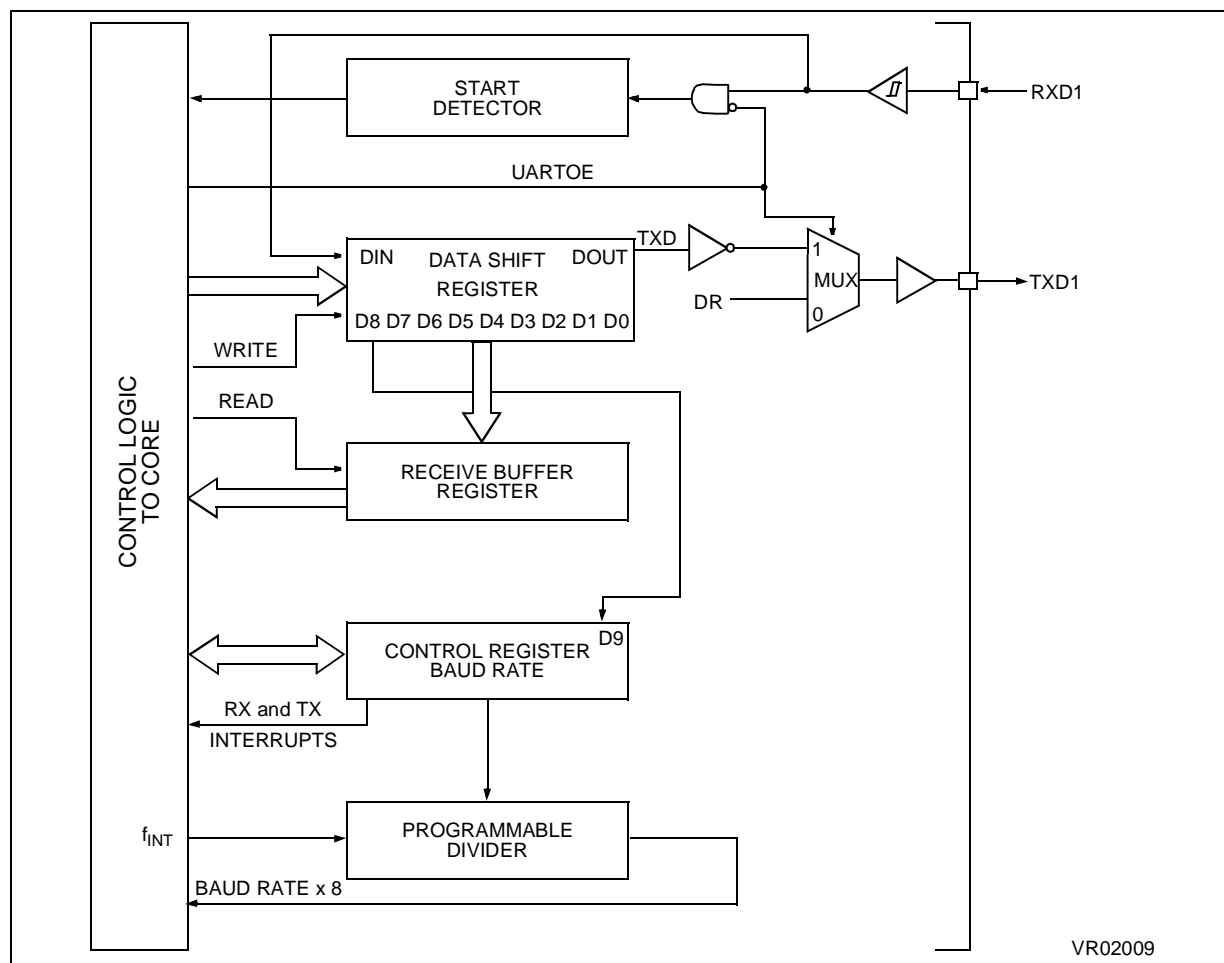 START
DETECTOR
RXD1
UARTOE
TXD
DIN DATA SHIFT DOUT
REGISTER
D8 D7 D6 D5 D4 D3 D2 D1 D0
1
MUX
0
DR
TXD1
WRITE
READ
CONTROL LOGIC
TO CORE
RECEIVE BUFFER
REGISTER
D9
CONTROL REGISTER
BAUD RATE
RX and TX
INTERRUPTS
fINT
PROGRAMMABLE
DIVIDER
BAUD RATE x 8
VR02009